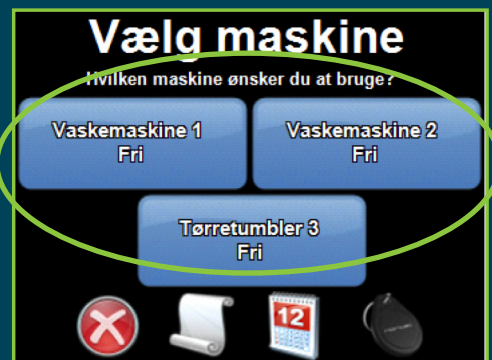 Vælg maskine
Hvilken maskine ønsker du at bruge?
Vaskemaskine 1
Fri
Vaskemaskine 2
Fri
Tørretumbler 3
Fri
12